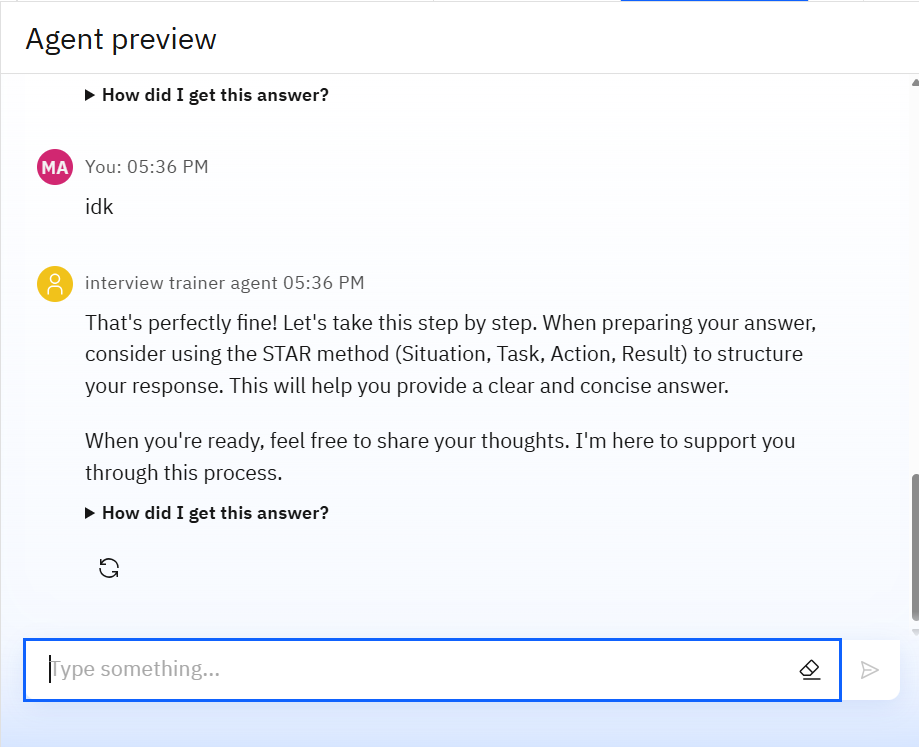 Agent preview
How did I get this answer?
MA
You: 05:36 PM
idk
interview trainer agent 05:36 PM
That's perfectly fine! Let's take this step by step. When preparing your answer,
consider using the STAR method (Situation, Task, Action, Result) to structure
your response. This will help you provide a clear and concise answer.
When you're ready, feel free to share your thoughts. I'm here to support you
through this process.
How did I get this answer?
Type something...